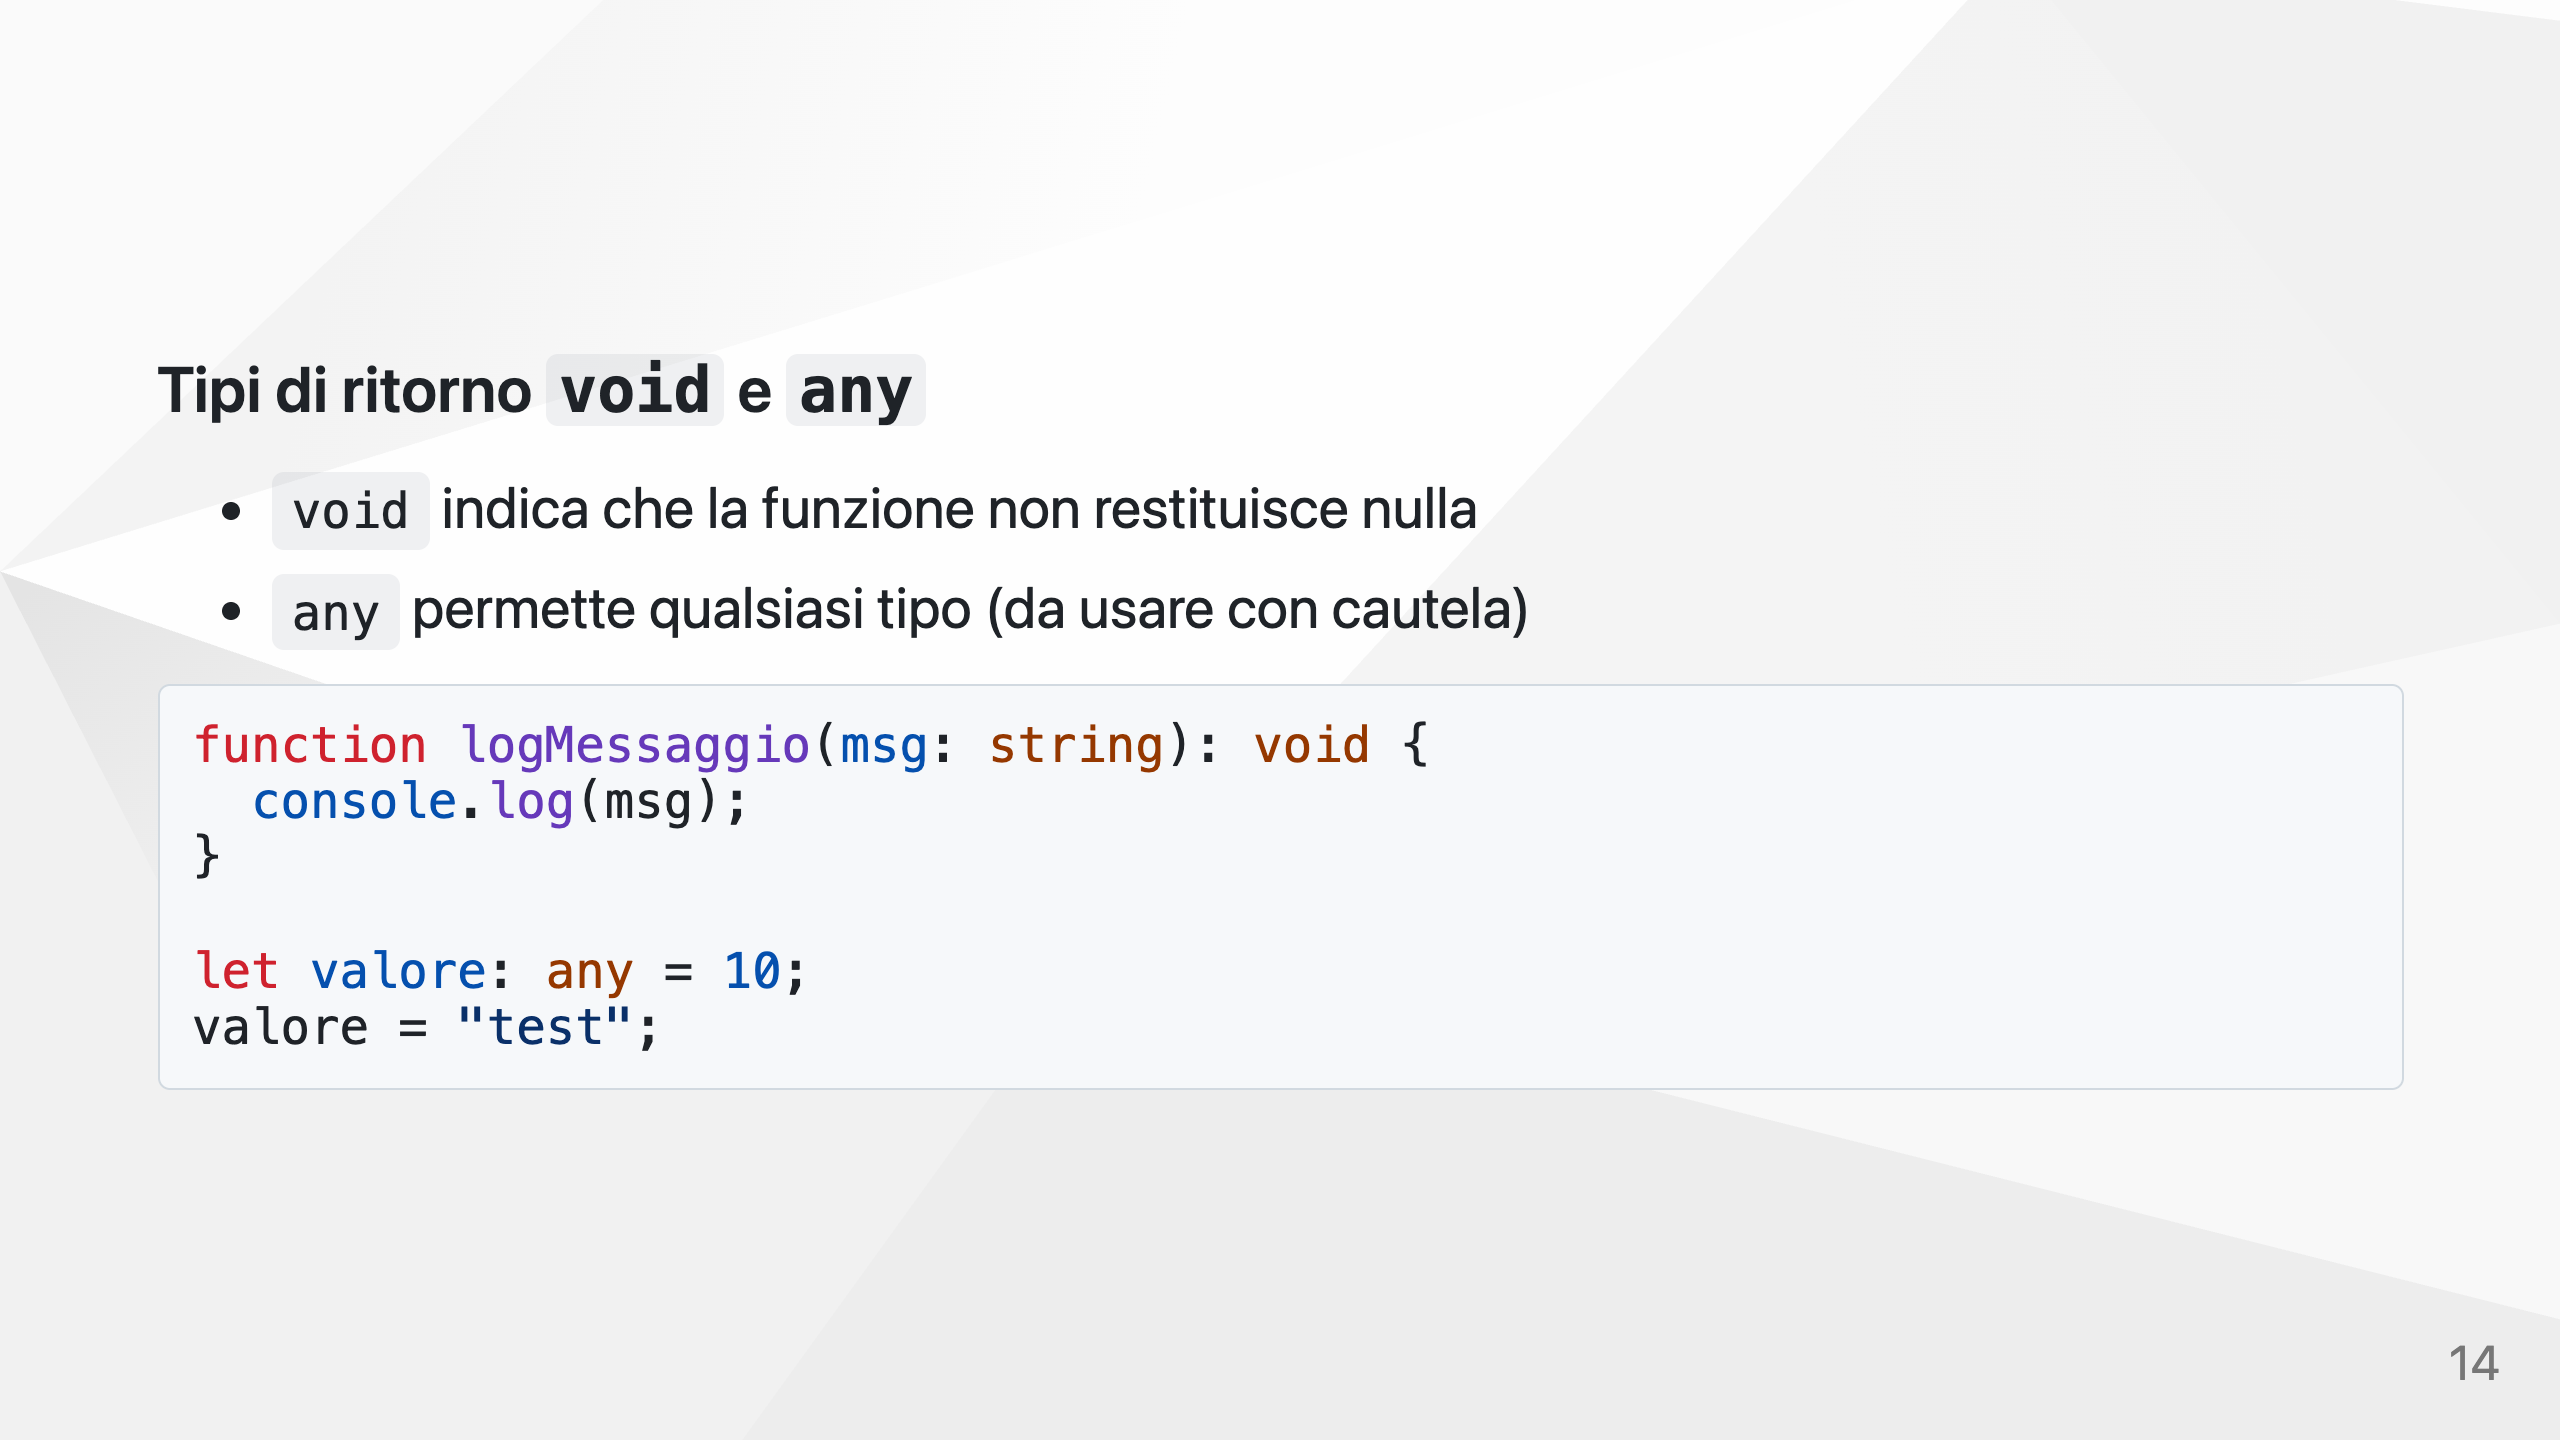 Tipi di ritorno void e any
• void indica che la funzione non restituisce nulla
• any permette qualsiasi tipo (da usare con cautela)
function logMessaggio(msg: string): void {
  console.log(msg);
}
let valore: any = 10;
valore = "test";
14